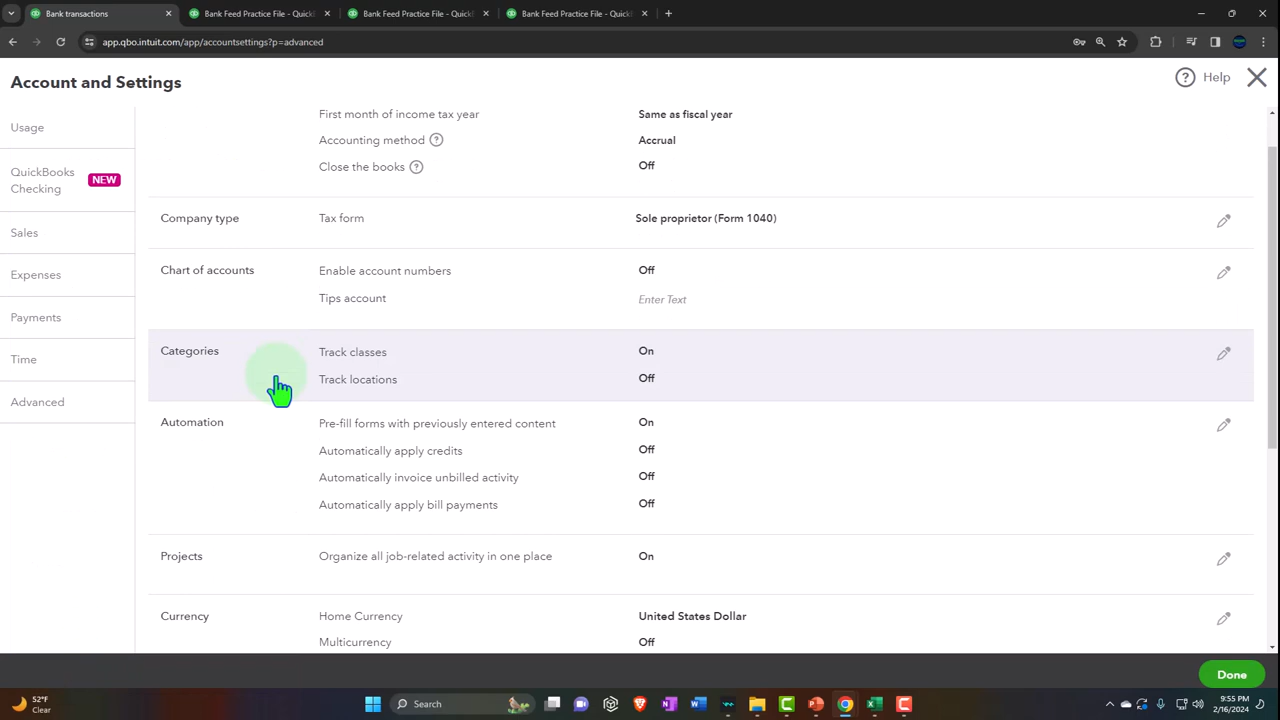 Bank transactions
Bank Feed Practice File - QuickF
Bank Feed Practice File - QuickF
Bank Feed Practice File - QuickF
app.qbo.intuit.com/app/accountsettings?p=advanced
Account and Settings
Help
Usage
QuickBooks
Checking
NEW
Sales
Expenses
Payments
Time
Advanced
First month of income tax year Same as fiscal year
Accounting method ? Accrual
Close the books ? Off
Company type Tax form Sole proprietor (Form 1040)
Chart of accounts Enable account numbers Off
Tips account Enter Text
Categories Track classes On
Track locations Off
Automation Pre-fill forms with previously entered content On
Automatically apply credits Off
Automatically invoice unbilled activity Off
Automatically apply bill payments Off
Projects Organize all job-related activity in one place On
Currency Home Currency United States Dollar
Multicurrency Off
Done
52°F
Clear
Search
9:55 PM
2/16/2024